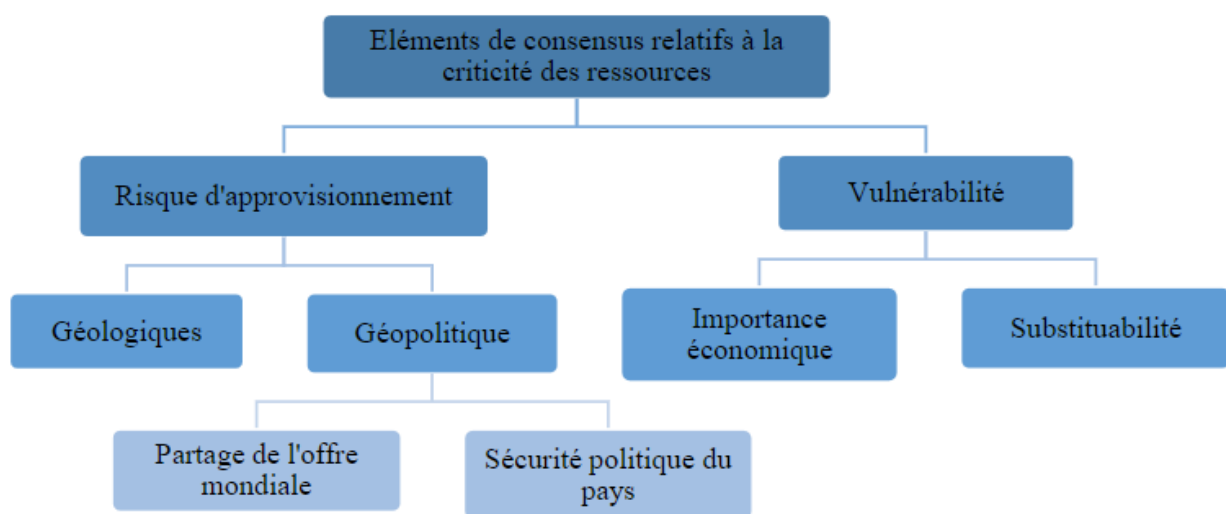 Eléments de consensus relatifs à la
criticité des ressources
Risque d'approvisionnement
Vulnérabilité
Géologiques
Géopolitique
Importance
économique
Substituabilité
Partage de l'offre
mondiale
Sécurité politique du
pays